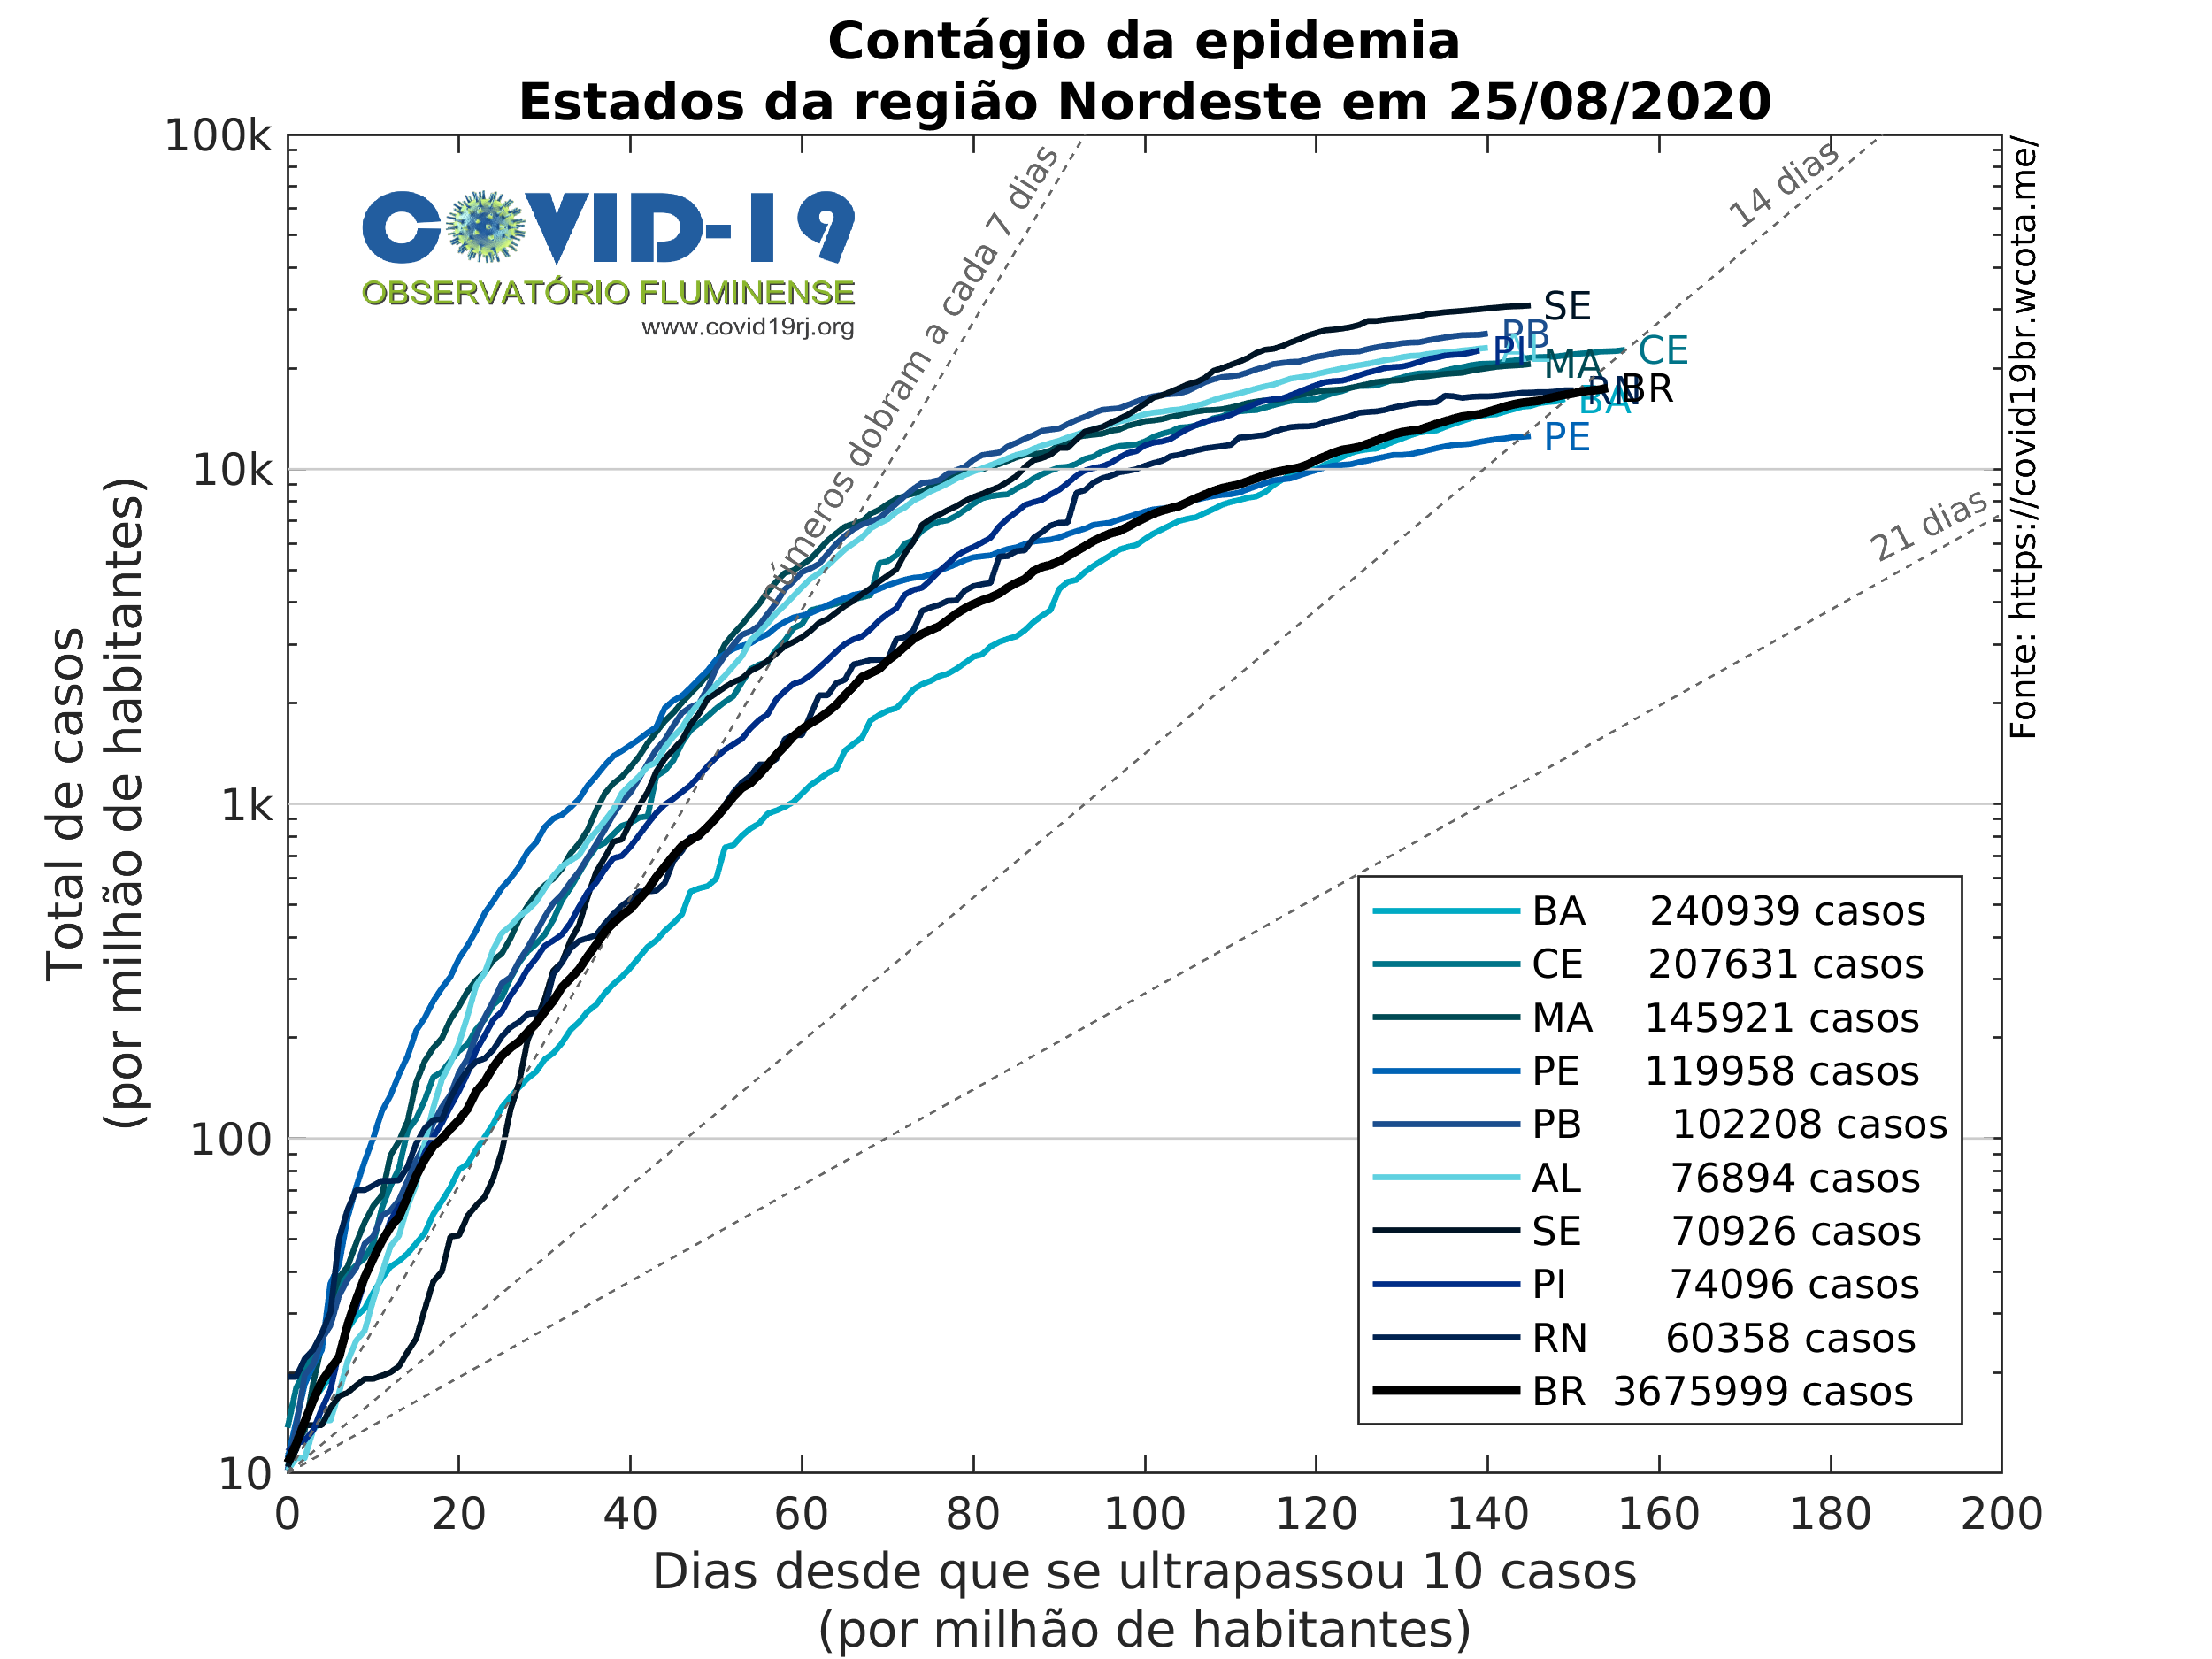 Contágio da epidemia
Estados da região Nordeste em 25/08/2020
100k
10k
1k
100
10
Total de casos
(por milhão de habitantes)
COVID-19
OBSERVATÓRIO FLUMINENSE
www.covid19rj.org
números dobram a cada 7 dias
14 dias
21 dias
SE
PB
AL
PI
MA
CE
RN
BR
BA
PE
Fonte: https://covid19br.wcota.me/
BA 240939 casos
CE 207631 casos
MA 145921 casos
PE 119958 casos
PB 102208 casos
AL 76894 casos
SE 70926 casos
PI 74096 casos
RN 60358 casos
BR 3675999 casos
0 20 40 60 80 100 120 140 160 180 200
Dias desde que se ultrapassou 10 casos
(por milhão de habitantes)